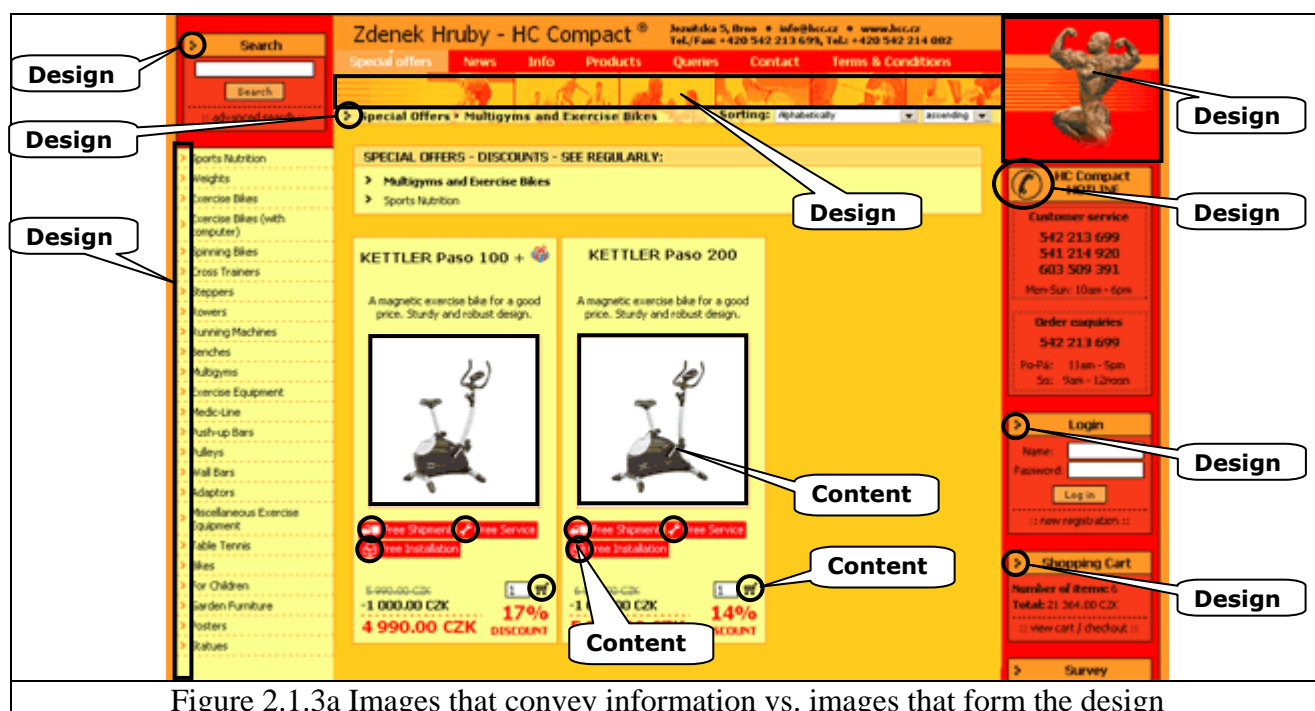 Search
Search
:: advanced search ::
Zdenek Hruby - HC Compact ®
Jezuitska 5, Brno • info@hcc.cz • www.hcc.cz
Tel./Fax: +420 542 213 699, Tel.: +420 542 214 002
Special offers News Info Products Queries Contact Terms & Conditions
Special Offers Multigyms and Exercise Bikes Sorting: Alphabetically ascending
Design
Design
Design
Design
Design
Design
Design
Design
Content
Content
Content
Sports Nutrition
Weights
Exercise Bikes
Exercise Bikes (with
computer)
Spinning Bikes
Cross Trainers
Steppers
Rowers
Running Machines
Benches
Multigyms
Exercise Equipment
Medic-Line
Push-up Bars
Pulleys
Wall Bars
Adaptors
Miscellaneous Exercise
Equipment
Table Tennis
Bikes
For Children
Garden Furniture
Posters
Statues
SPECIAL OFFERS - DISCOUNTS - SEE REGULARLY:
Multigyms and Exercise Bikes
Sports Nutrition
KETTLER Paso 100 +
A magnetic exercise bike for a good
price. Sturdy and robust design.
Free Shipment Free Service
Free Installation
5 990.00 CZK 1
-1 000.00 CZK 17%
4 990.00 CZK DISCOUNT
KETTLER Paso 200
A magnetic exercise bike for a good
price. Sturdy and robust design.
Free Shipment Free Service
Free Installation
1
14%
DISCOUNT
HC Compact
HOTLINE
Customer service
542 213 699
541 214 920
603 509 391
Mon-Sun: 10am - 6pm
Order enquiries
542 213 699
Po-Pá: 11am - 5pm
So: 9am - 12noon
Login
Name:
Password:
Log in
:: new registration ::
Shopping Cart
Number of items: 6
Total: 21 364.00 CZK
:: view cart / checkout ::
Survey
Figure 2.1.3a Images that convey information vs. images that form the design